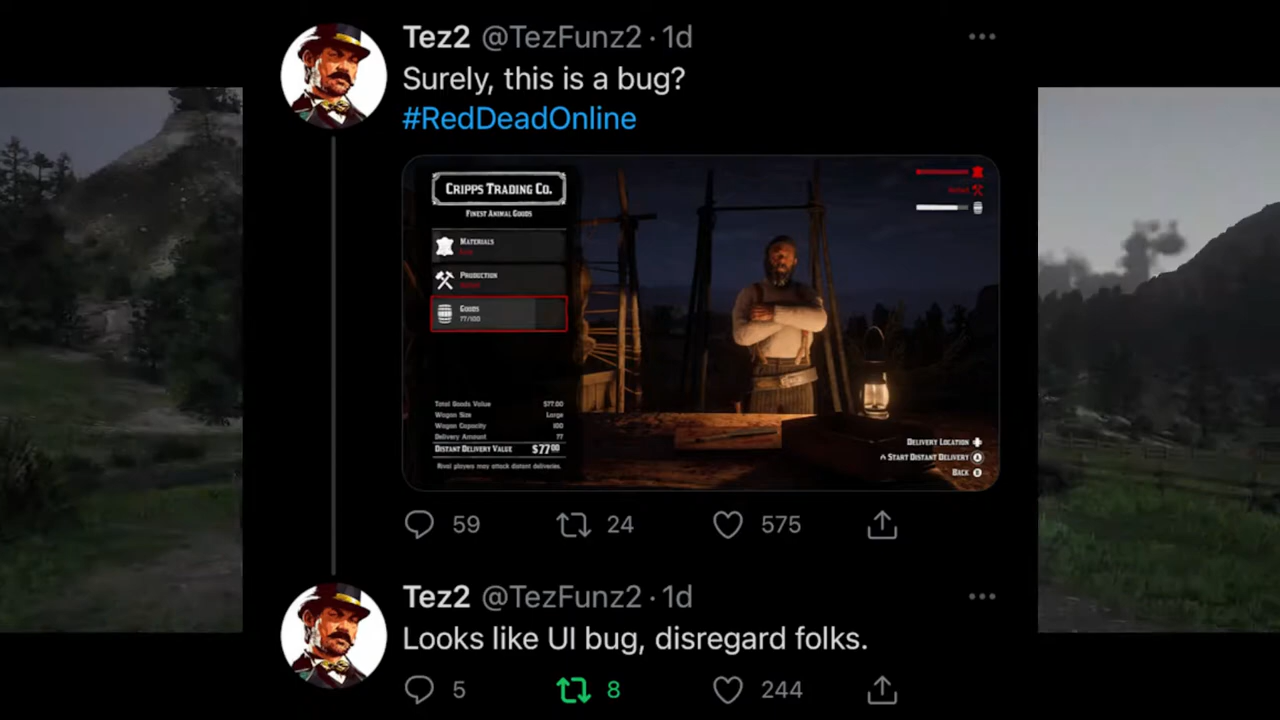 Tez2 @TezFunz2 · 1d
Surely, this is a bug?
#RedDeadOnline
CRIPPS TRADING CO.
FINEST ANIMAL GOODS
MATERIALS
PRODUCTION
GOODS
77/100
Total Goods Value $77.00
Wagon Size Large
Wagon Capacity 100
Delivery Amount 77
DISTANT DELIVERY VALUE $77.00
Rival players may attack distant deliveries.
DELIVERY LOCATION
START DISTANT DELIVERY A
BACK B
59 24 575
Tez2 @TezFunz2 · 1d
Looks like UI bug, disregard folks.
5 8 244